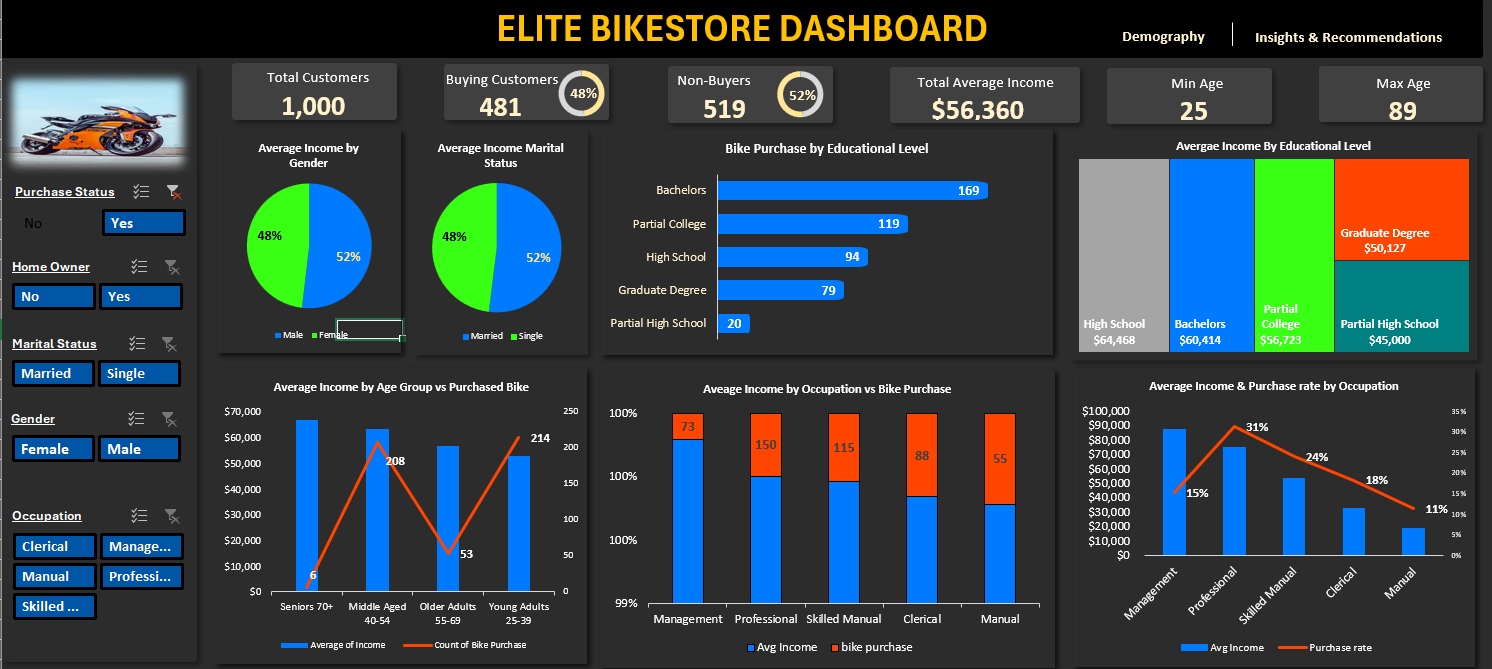 ELITE BIKESTORE DASHBOARD
Demography
Insights & Recommendations
Total Customers
1,000
Buying Customers
481
48%
Non-Buyers
519
52%
Total Average Income
$56,360
Min Age
25
Max Age
89
Purchase Status
No
Yes
Home Owner
No
Yes
Marital Status
Married
Single
Gender
Female
Male
Occupation
Clerical
Manage...
Manual
Professi...
Skilled ...
Average Income by
Gender
48%
52%
Male
Female
Average Income Marital
Status
48%
52%
Married
Single
Bike Purchase by Educational Level
Bachelors
169
Partial College
119
High School
94
Graduate Degree
79
Partial High School
20
Avergae Income By Educational Level
High School
$64,468
Bachelors
$60,414
Partial
College
$56,723
Graduate Degree
$50,127
Partial High School
$45,000
Average Income by Age Group vs Purchased Bike
$70,000
$60,000
$50,000
$40,000
$30,000
$20,000
$10,000
$0
250
200
150
100
50
0
6
208
53
214
Seniors 70+
Middle Aged
40-54
Older Adults
55-69
Young Adults
25-39
Average of Income
Count of Bike Purchase
Aveage Income by Occupation vs Bike Purchase
100%
100%
100%
99%
73
150
115
88
55
Management
Professional
Skilled Manual
Clerical
Manual
Avg Income
bike purchase
Average Income & Purchase rate by Occupation
$100,000
$90,000
$80,000
$70,000
$60,000
$50,000
$40,000
$30,000
$20,000
$10,000
$0
35%
30%
25%
20%
15%
10%
5%
0%
15%
31%
24%
18%
11%
Management
Professional
Skilled Manual
Clerical
Manual
Avg Income
Purchase rate